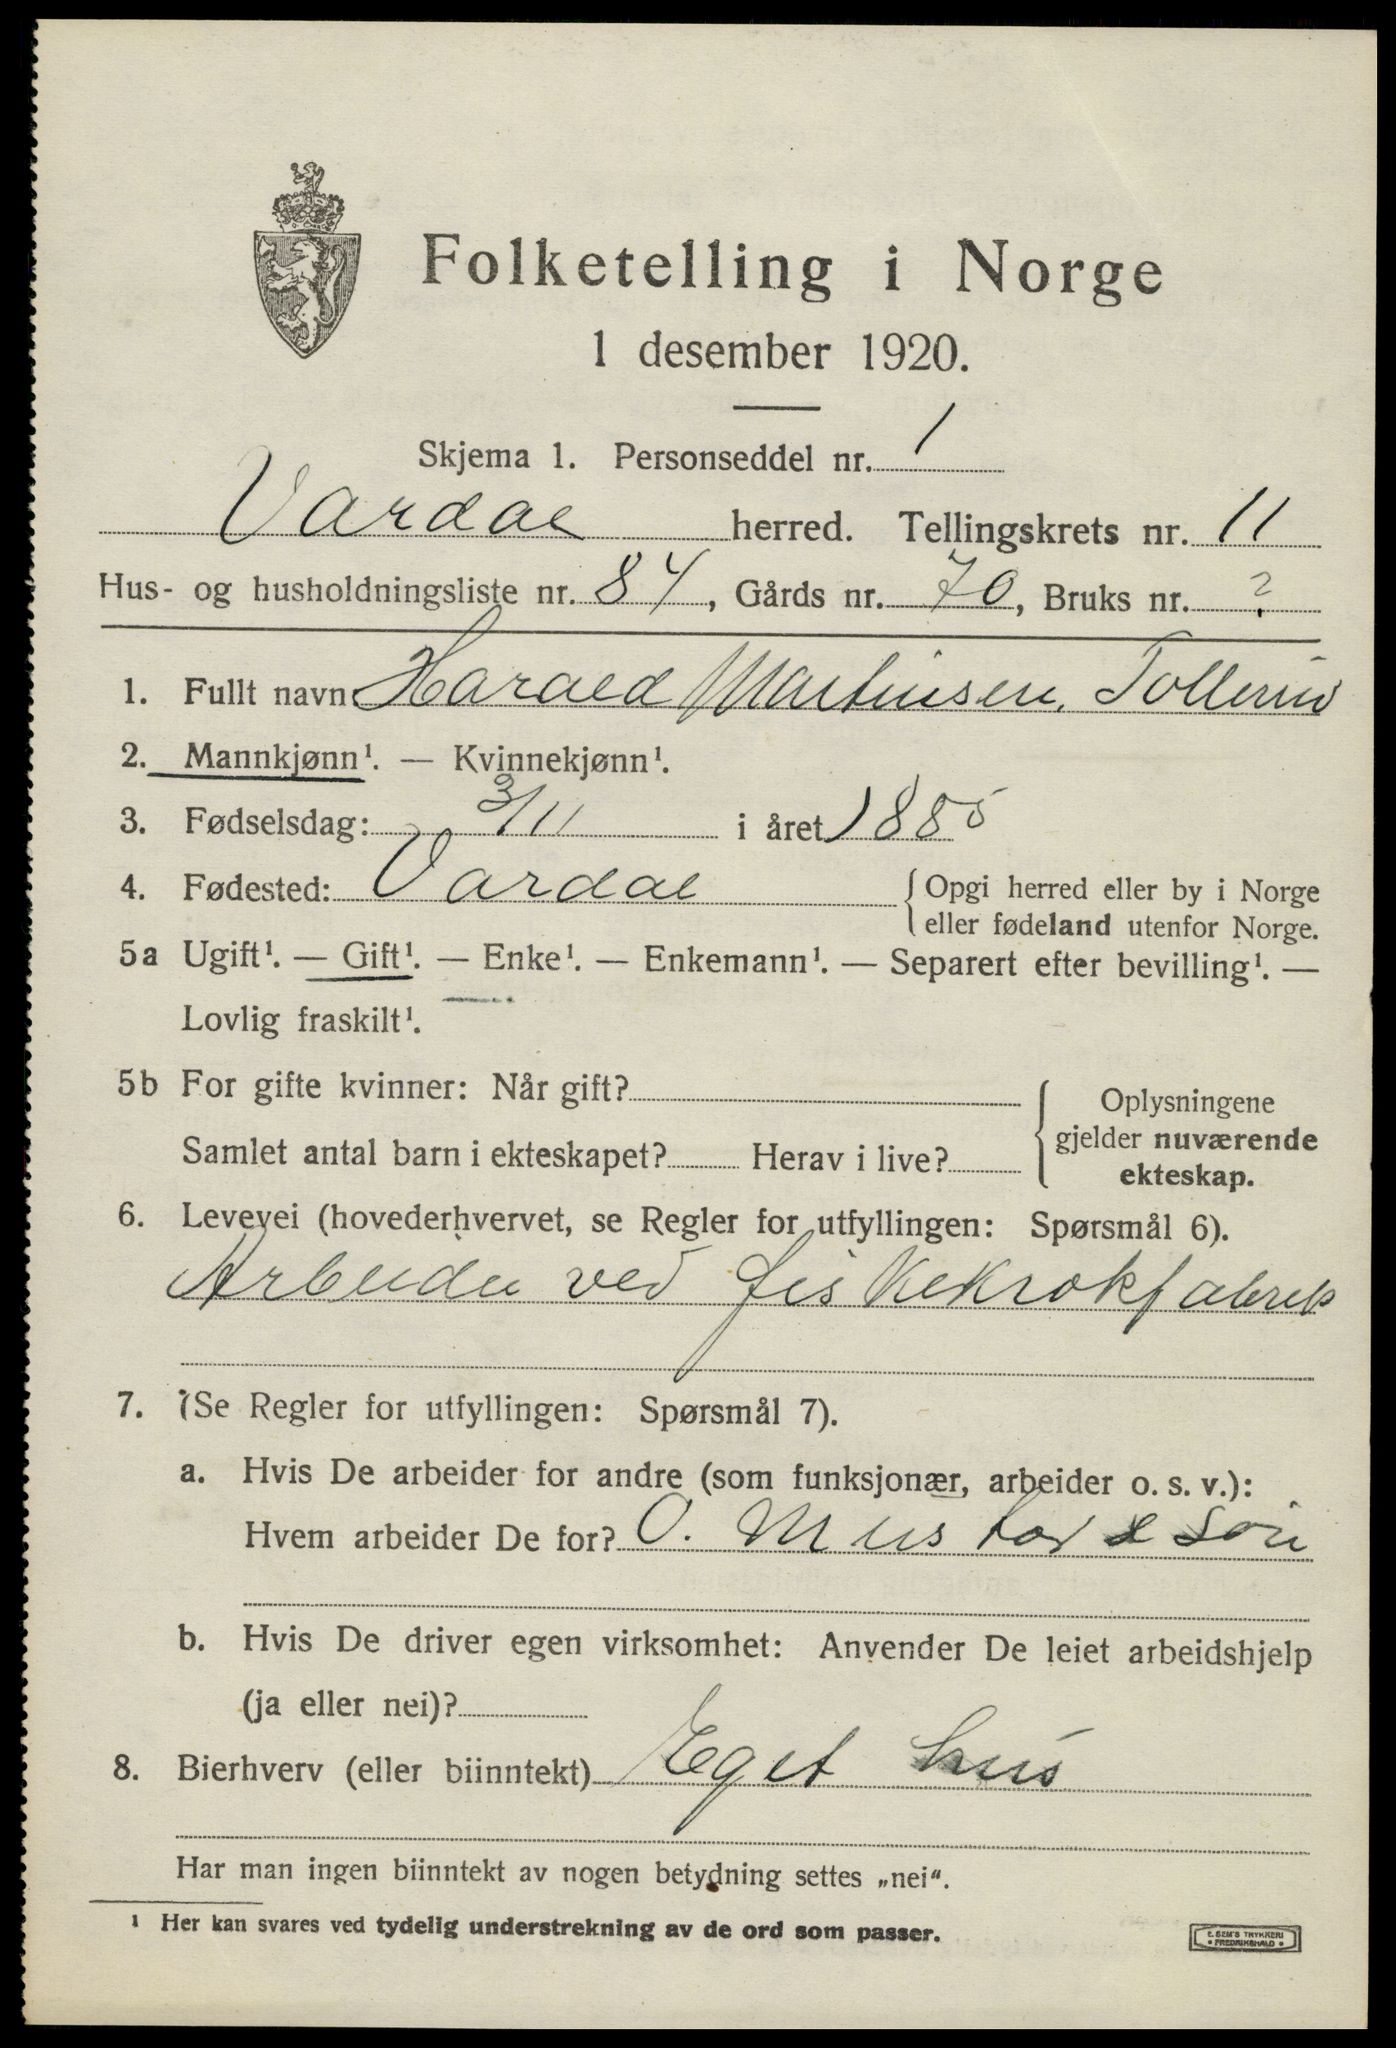 Folketelling i Norge
1 desember 1920.
Skjema 1. Personseddel nr. 1
Vardal herred. Tellingskrets nr. 11
Hus- og husholdningsliste nr. 84, Gårds nr. 70, Bruks nr. ?
1. Fullt navn Harald Martinsen. Tollerud
2. Mannkjønn¹. — Kvinnekjønn¹.
3. Fødselsdag: 3/11 i året 1885
4. Fødested: Vardal { Opgi herred eller by i Norge
eller fødeland utenfor Norge.
5a Ugift¹. — Gift¹. — Enke¹. — Enkemann¹. — Separert efter bevilling¹. —
Lovlig fraskilt¹.
5b For gifte kvinner: Når gift?
Samlet antal barn i ekteskapet? Herav i live?
Oplysningene
gjelder nuværende
ekteskap.
6. Levevei (hovederhvervet, se Regler for utfyllingen: Spørsmål 6).
Arbeider ved fiskekrokfabrik
7. (Se Regler for utfyllingen: Spørsmål 7).
a. Hvis De arbeider for andre (som funksjonær, arbeider o. s. v.):
Hvem arbeider De for? O. Mustad & Søn
b. Hvis De driver egen virksomhet: Anvender De leiet arbeidshjelp
(ja eller nei)?
8. Bierhverv (eller biinntekt) Eget hus
Har man ingen biinntekt av nogen betydning settes „nei“.
¹ Her kan svares ved tydelig understrekning av de ord som passer.
E. SEM'S TRYKKERI
• FREDRIKSHALD •